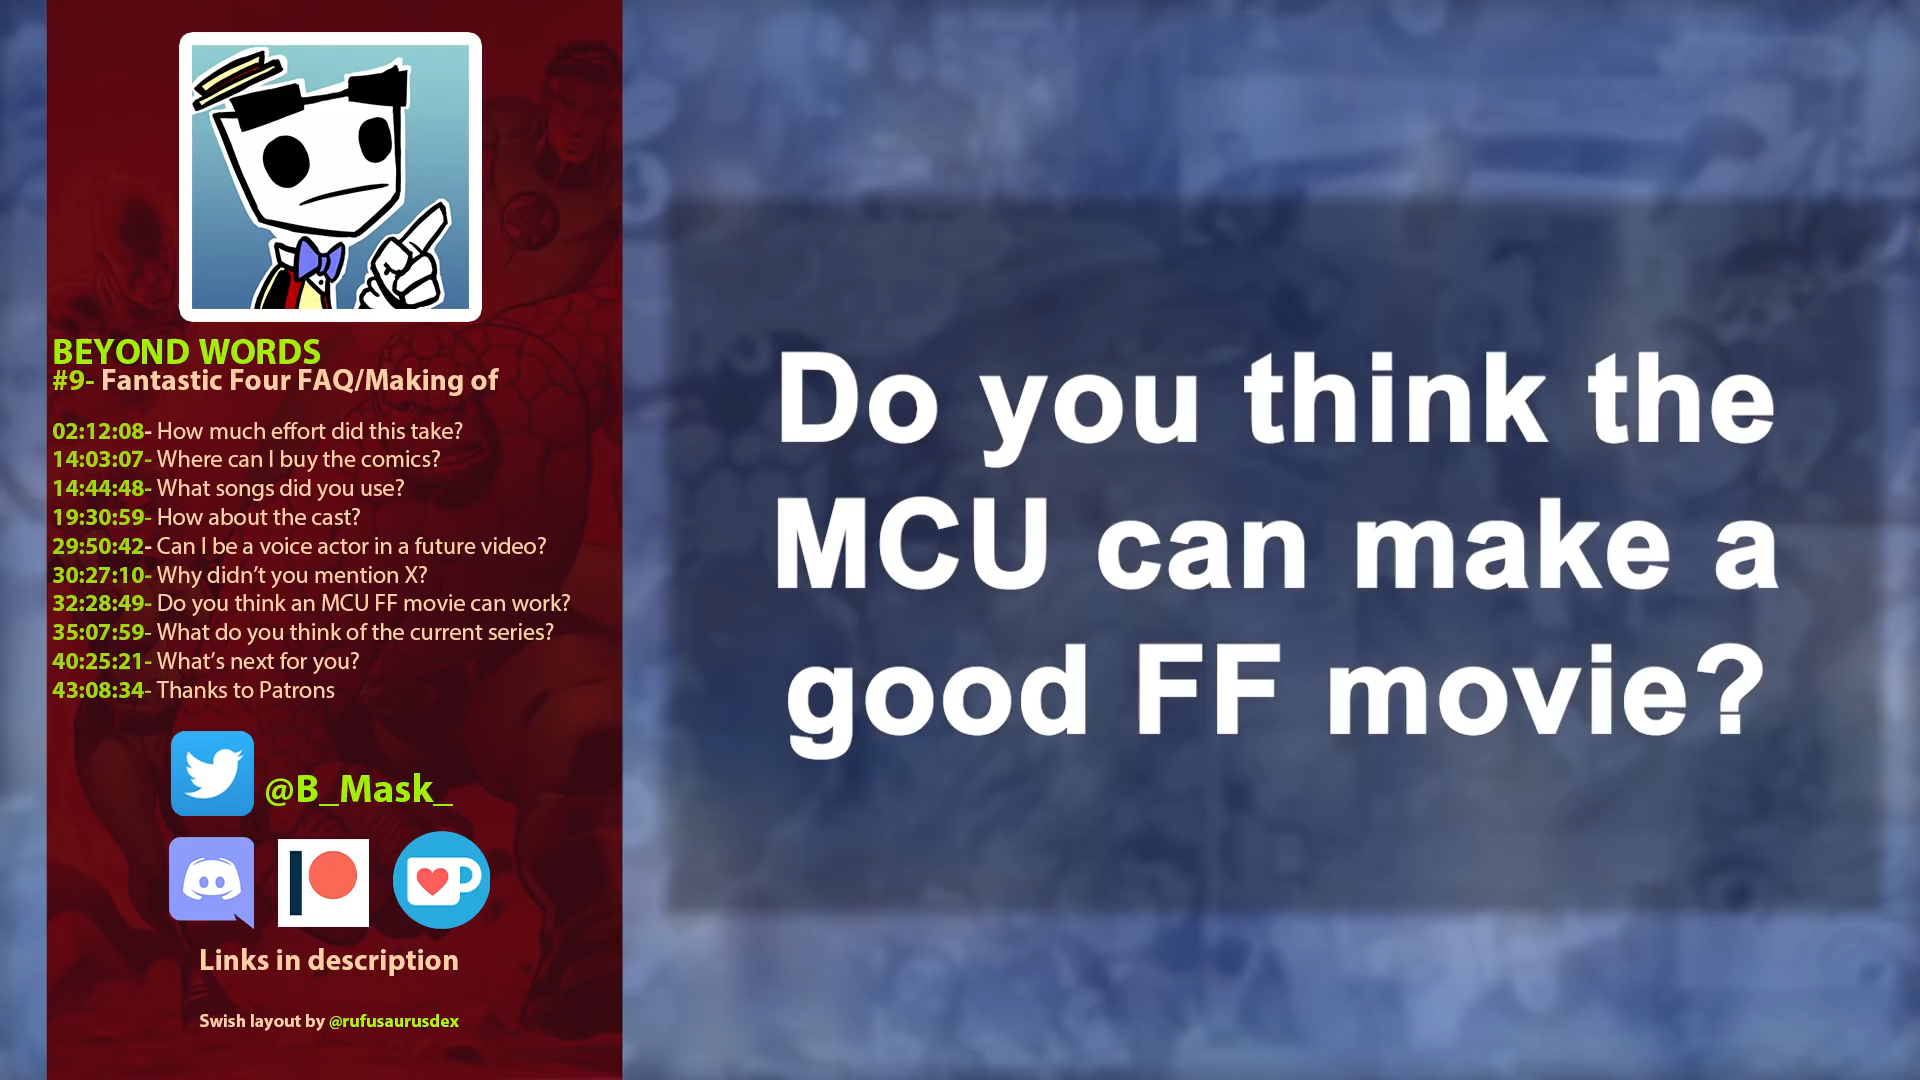 BEYOND WORDS
#9- Fantastic Four FAQ/Making of
02:12:08- How much effort did this take?
14:03:07- Where can I buy the comics?
14:44:48- What songs did you use?
19:30:59- How about the cast?
29:50:42- Can I be a voice actor in a future video?
30:27:10- Why didn’t you mention X?
32:28:49- Do you think an MCU FF movie can work?
35:07:59- What do you think of the current series?
40:25:21- What’s next for you?
43:08:34- Thanks to Patrons
@B_Mask_
Links in description
Swish layout by @rufusaurusdex
Do you think the
MCU can make a
good FF movie?